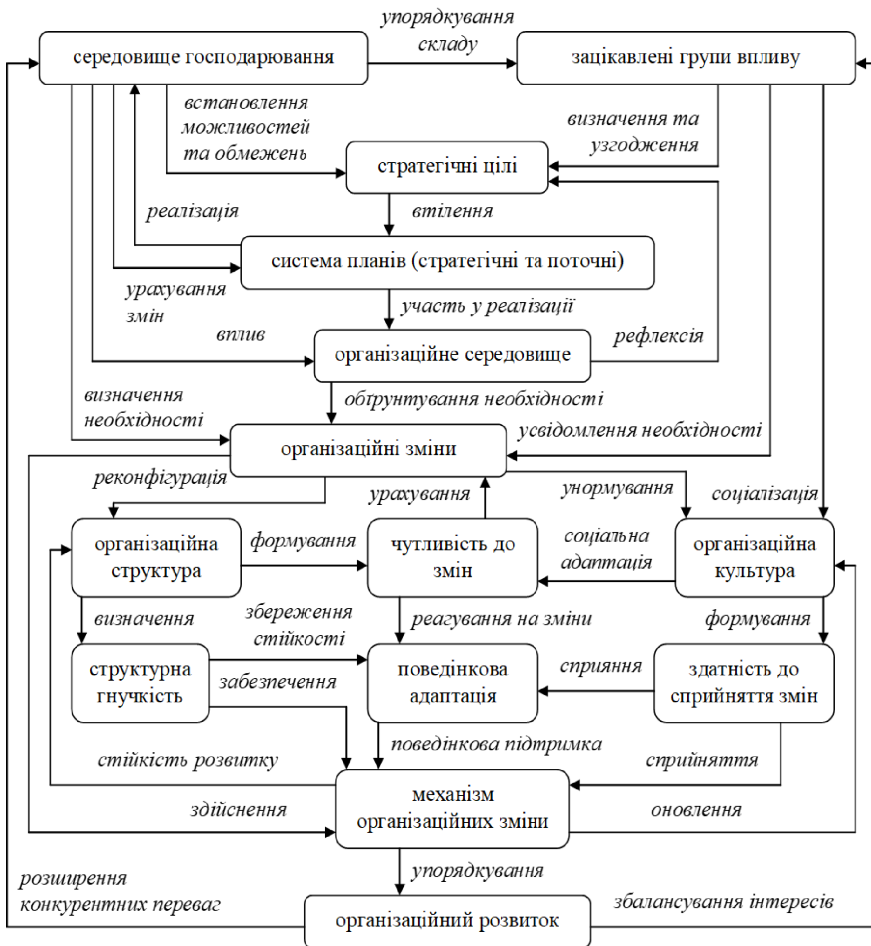 упорядкування
складу
середовище господарювання
зацікавлені групи впливу
встановлення
можливостей
та обмежень
визначення та
узгодження
стратегічні цілі
реалізація
втілення
система планів (стратегічні та поточні)
урахування
змін
участь у реалізації
вплив
організаційне середовище
рефлексія
визначення
необхідності
обґрунтування необхідності
усвідомлення необхідності
організаційні зміни
реконфігурація
урахування
унормування
соціалізація
організаційна
структура
формування
чутливість до
змін
соціальна
адаптація
організаційна
культура
визначення
збереження
стійкості
реагування на зміни
формування
структурна
гнучкість
забезпечення
поведінкова
адаптація
сприяння
здатність до
сприйняття змін
стійкість розвитку
поведінкова підтримка
сприйняття
здійснення
механізм
організаційних зміни
оновлення
упорядкування
розширення
конкурентних переваг
організаційний розвиток
збалансування інтересів